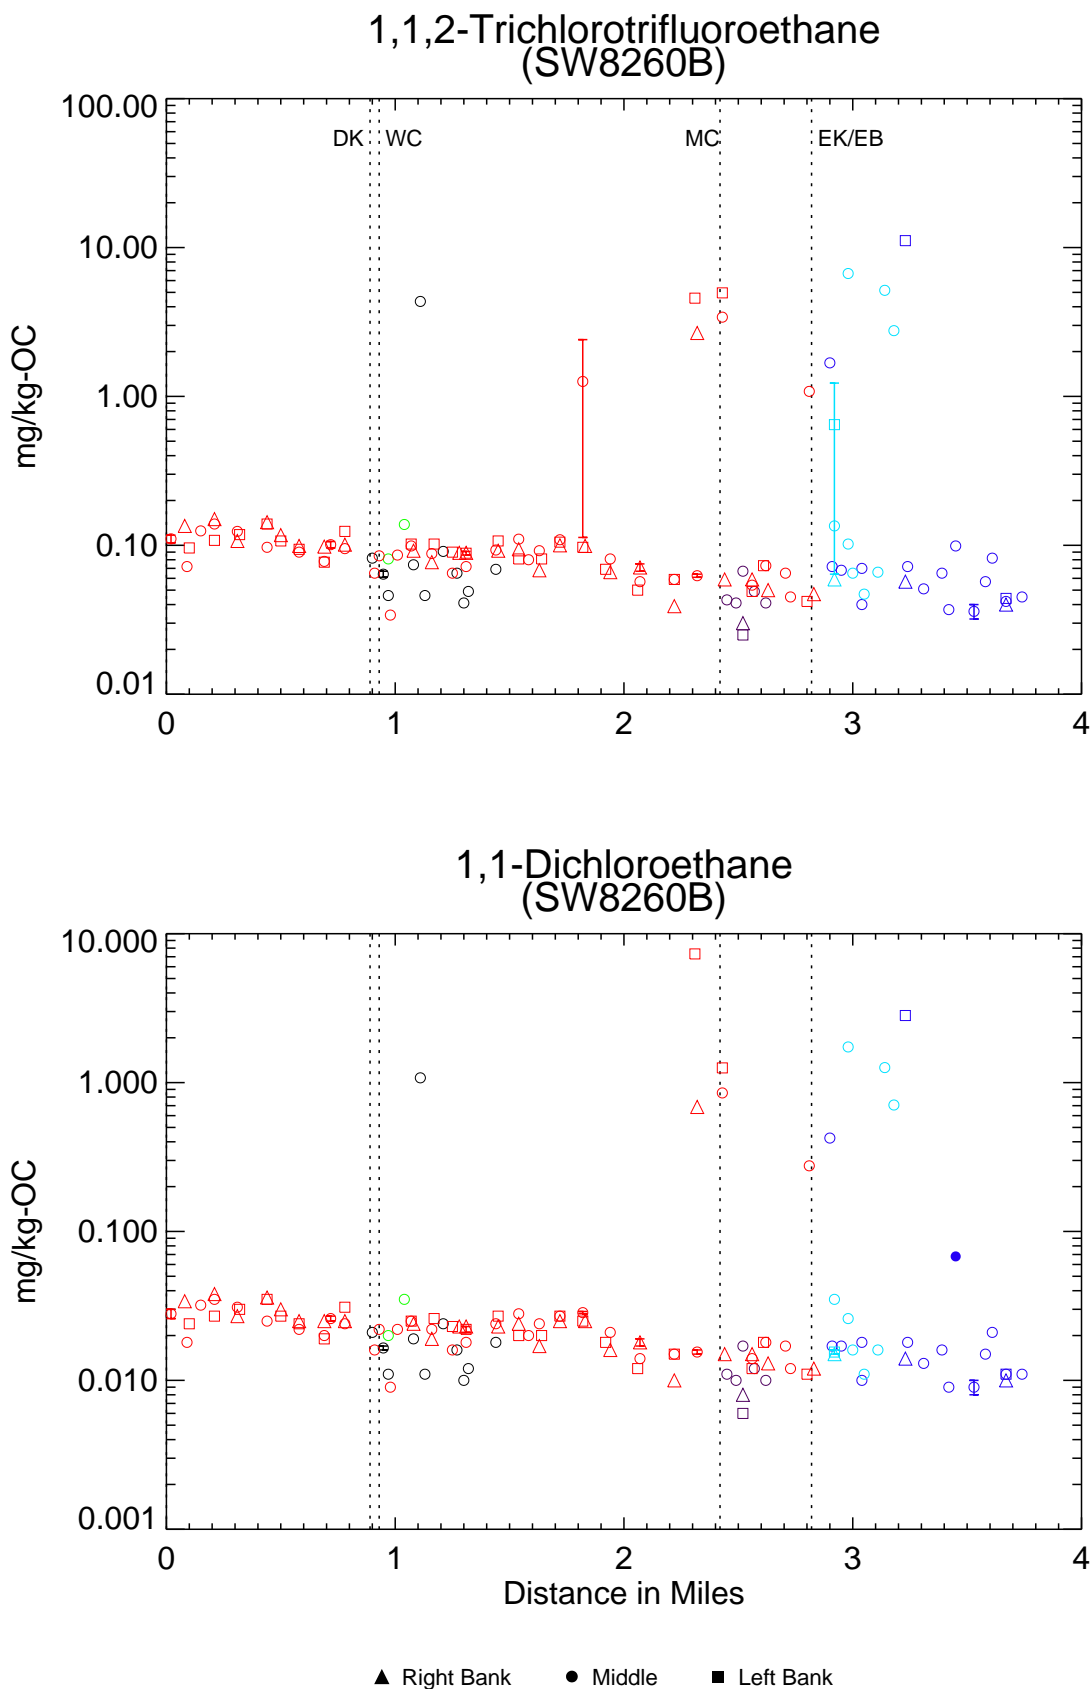 1,1,2-Trichlorotrifluoroethane
(SW8260B)
100.00
10.00
1.00
0.10
0.01
mg/kg-OC
DK
WC
MC
EK/EB
0 1 2 3 4
1,1-Dichloroethane
(SW8260B)
10.000
1.000
0.100
0.010
0.001
mg/kg-OC
0 1 2 3 4
Distance in Miles
Right Bank Middle Left Bank